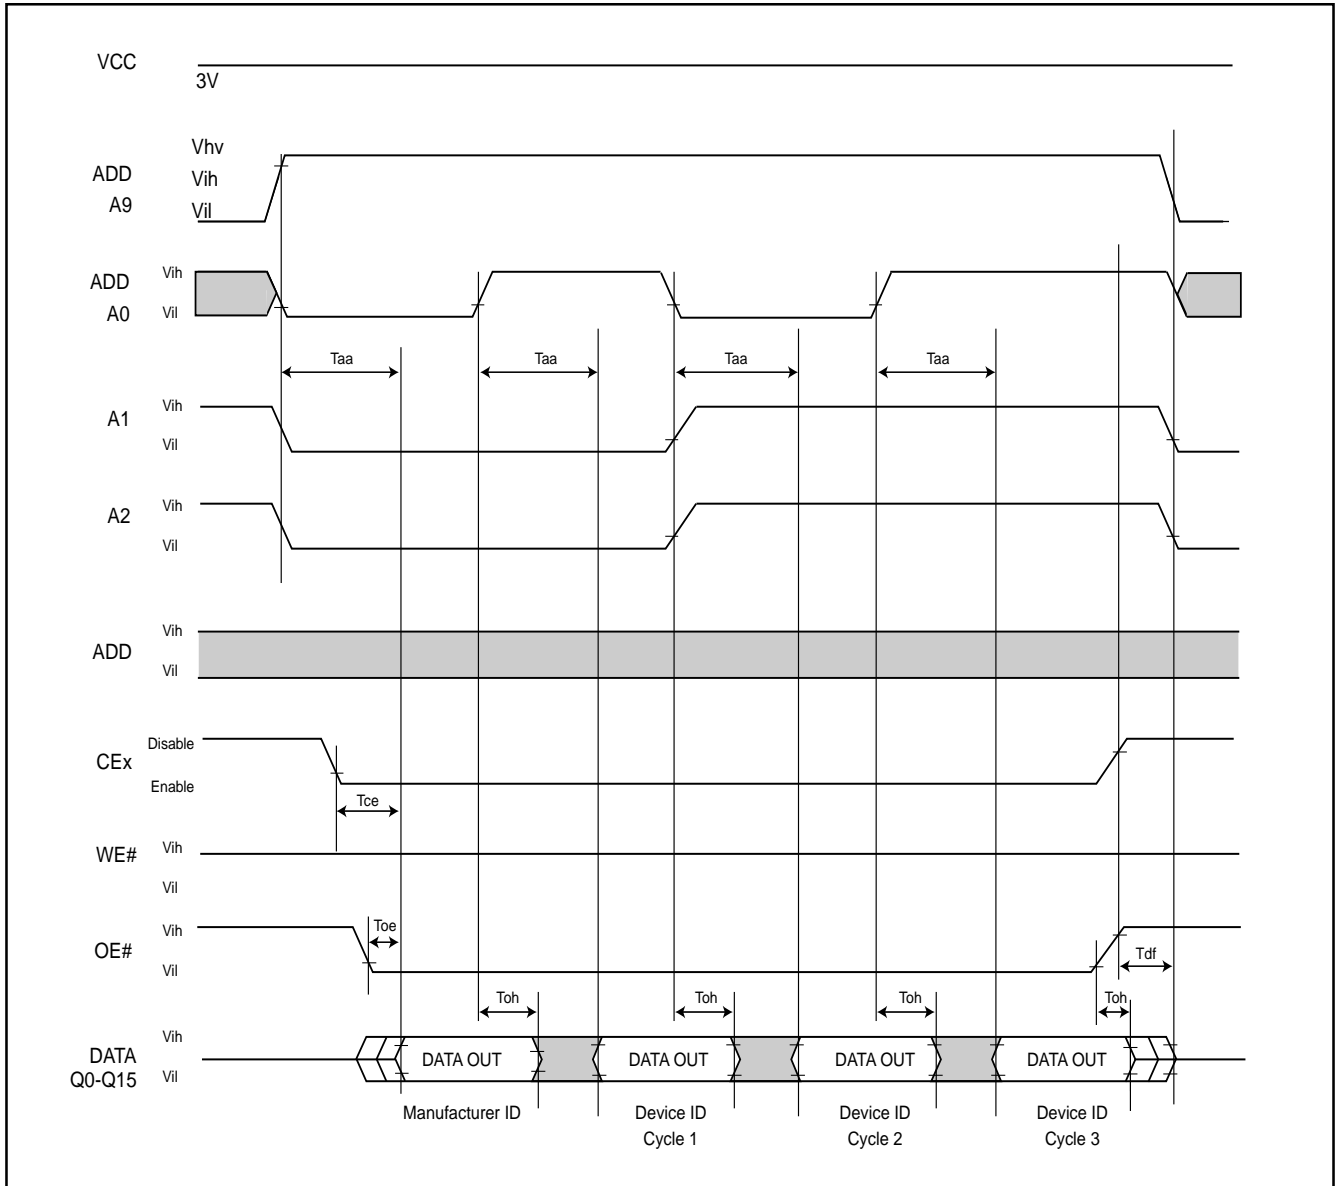 VCC
3V
Vhv
ADD
Vih
A9
Vil
ADD
Vih
A0
Vil
Taa
Taa
Taa
Taa
A1
Vih
Vil
A2
Vih
Vil
ADD
Vih
Vil
CEx
Disable
Enable
Tce
WE#
Vih
Vil
OE#
Vih
Vil
Toe
Tdf
Toh
Toh
Toh
Toh
DATA
Q0-Q15
Vih
Vil
DATA OUT
DATA OUT
DATA OUT
DATA OUT
Manufacturer ID
Device ID
Cycle 1
Device ID
Cycle 2
Device ID
Cycle 3